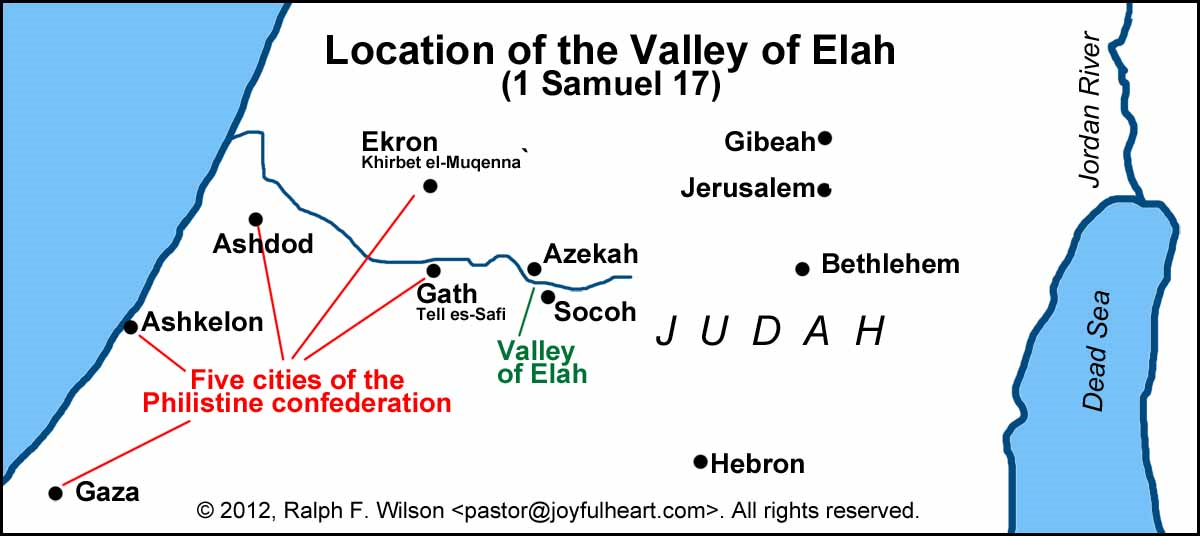 Location of the Valley of Elah
(1 Samuel 17)
Jordan River
Ekron
Khirbet el-Muqenna`
Gibeah
Jerusalem
Ashdod
Azekah
Bethlehem
Gath
Tell es-Safi
Socoh
Ashkelon
JUDAH
Valley
of Elah
Dead Sea
Five cities of the
Philistine confederation
Hebron
Gaza
© 2012, Ralph F. Wilson <pastor@joyfulheart.com>. All rights reserved.